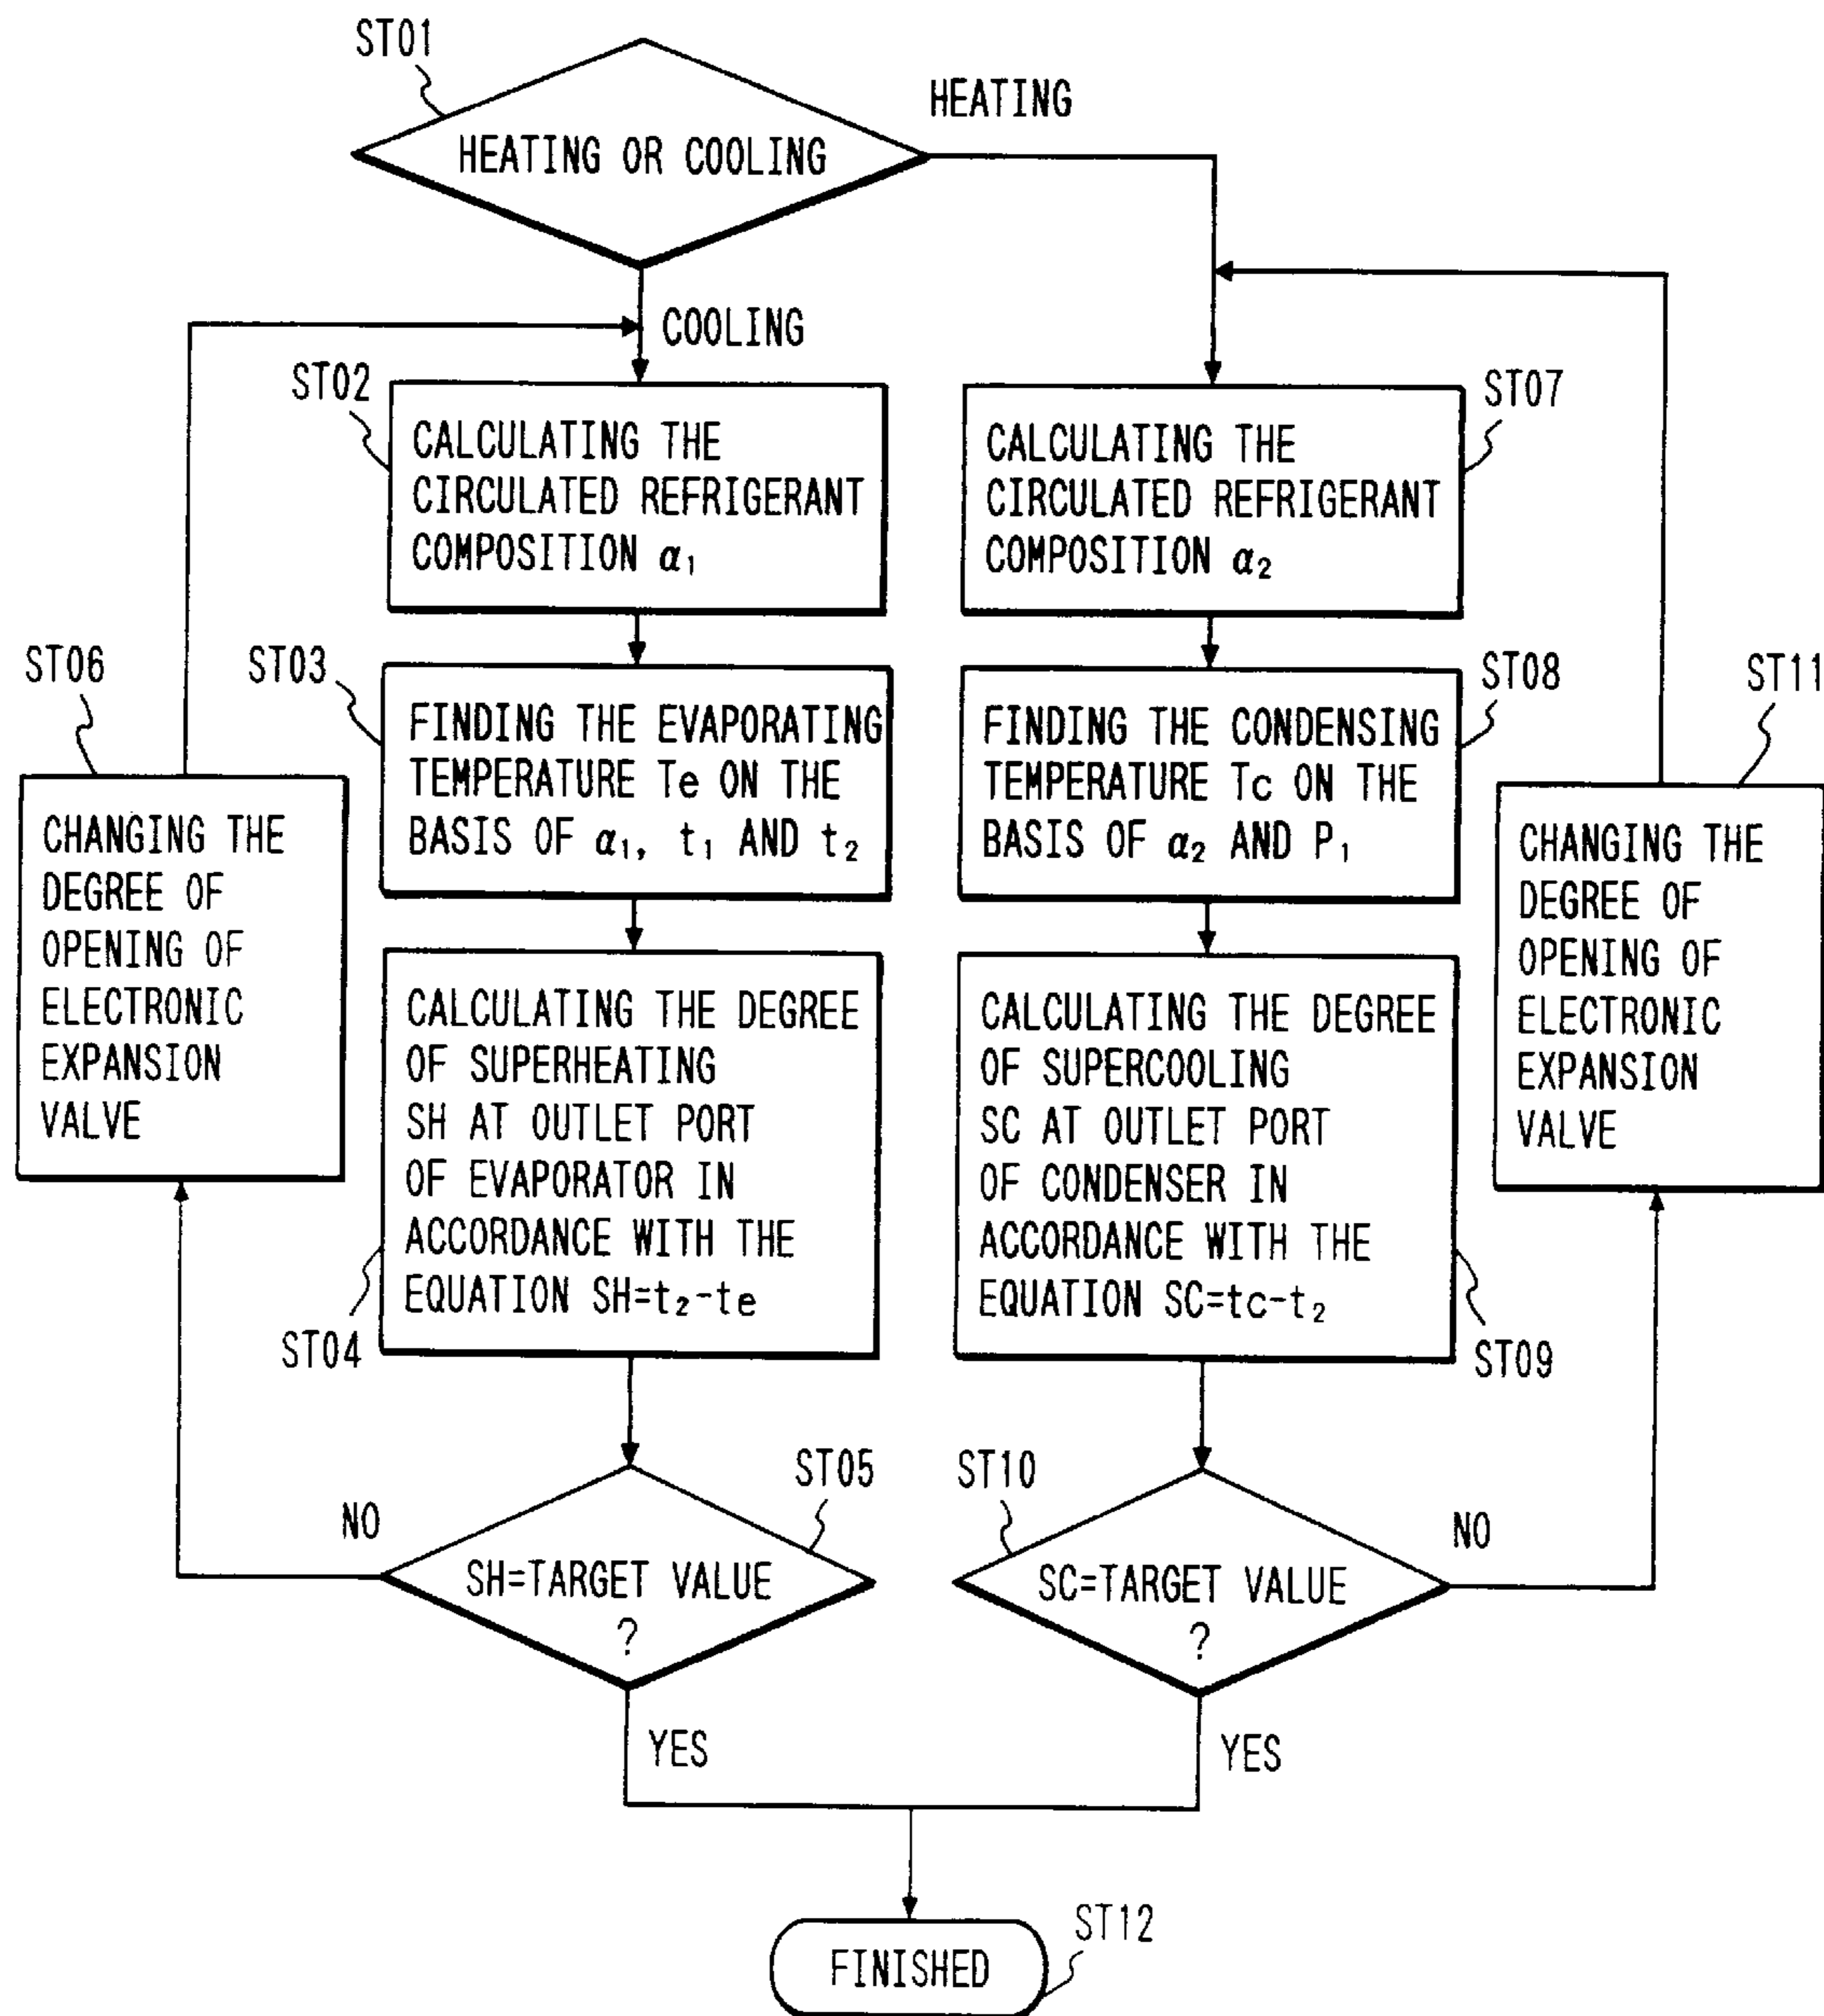 ST01
HEATING OR COOLING
HEATING
COOLING
ST02
CALCULATING THE
CIRCULATED REFRIGERANT
COMPOSITION α₁
ST07
CALCULATING THE
CIRCULATED REFRIGERANT
COMPOSITION α₂
ST06
CHANGING THE
DEGREE OF
OPENING OF
ELECTRONIC
EXPANSION
VALVE
ST03
FINDING THE EVAPORATING
TEMPERATURE Te ON THE
BASIS OF α₁, t₁ AND t₂
ST08
FINDING THE CONDENSING
TEMPERATURE Tc ON THE
BASIS OF α₂ AND P₁
ST11
CHANGING THE
DEGREE OF
OPENING OF
ELECTRONIC
EXPANSION
VALVE
CALCULATING THE DEGREE
OF SUPERHEATING
SH AT OUTLET PORT
OF EVAPORATOR IN
ACCORDANCE WITH THE
EQUATION SH=t₂-te
ST04
CALCULATING THE DEGREE
OF SUPERCOOLING
SC AT OUTLET PORT
OF CONDENSER IN
ACCORDANCE WITH THE
EQUATION SC=tc-t₂
ST09
ST05
NO
SH=TARGET VALUE
?
YES
ST10
NO
SC=TARGET VALUE
?
YES
ST12
FINISHED